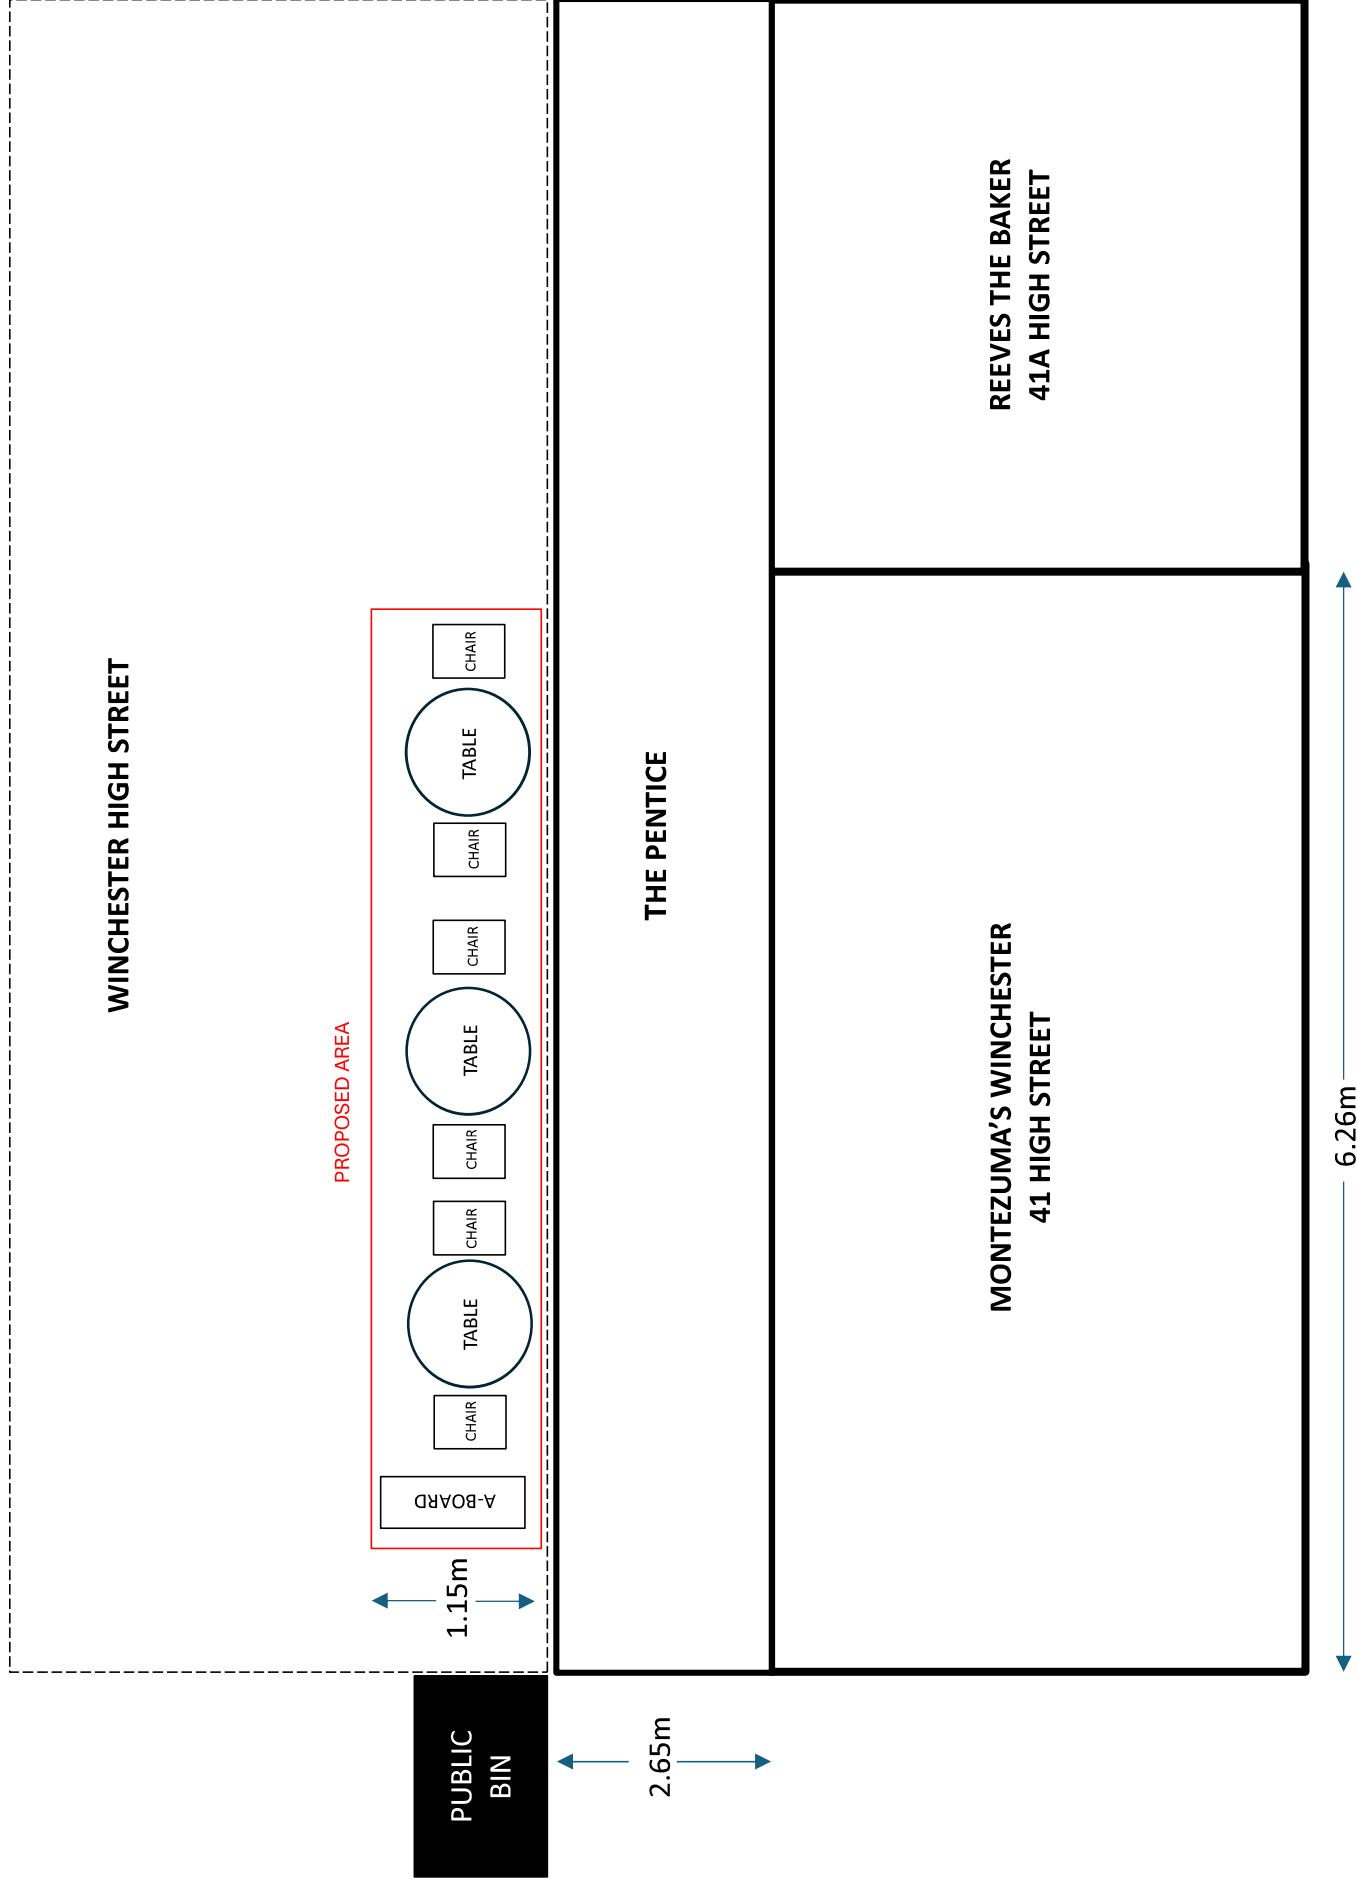 WINCHESTER HIGH STREET
PROPOSED AREA
A-BOARD
CHAIR
TABLE
CHAIR
CHAIR
TABLE
CHAIR
CHAIR
TABLE
CHAIR
1.15m
PUBLIC
BIN
THE PENTICE
2.65m
MONTEZUMA’S WINCHESTER
41 HIGH STREET
REEVES THE BAKER
41A HIGH STREET
6.26m